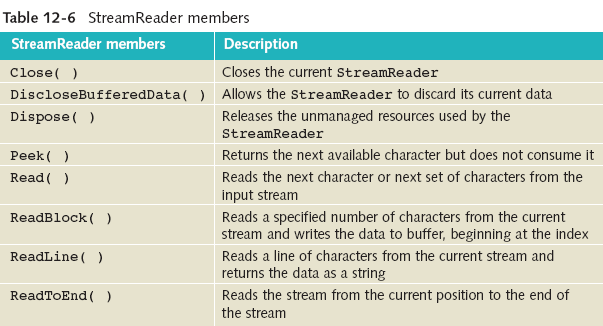 Table 12-6 StreamReader members
StreamReader members Description
Close( ) Closes the current StreamReader
DiscloseBufferedData( ) Allows the StreamReader to discard its current data
Dispose( ) Releases the unmanaged resources used by the
StreamReader
Peek( ) Returns the next available character but does not consume it
Read( ) Reads the next character or next set of characters from the
input stream
ReadBlock( ) Reads a specified number of characters from the current
stream and writes the data to buffer, beginning at the index
ReadLine( ) Reads a line of characters from the current stream and
returns the data as a string
ReadToEnd( ) Reads the stream from the current position to the end of
the stream